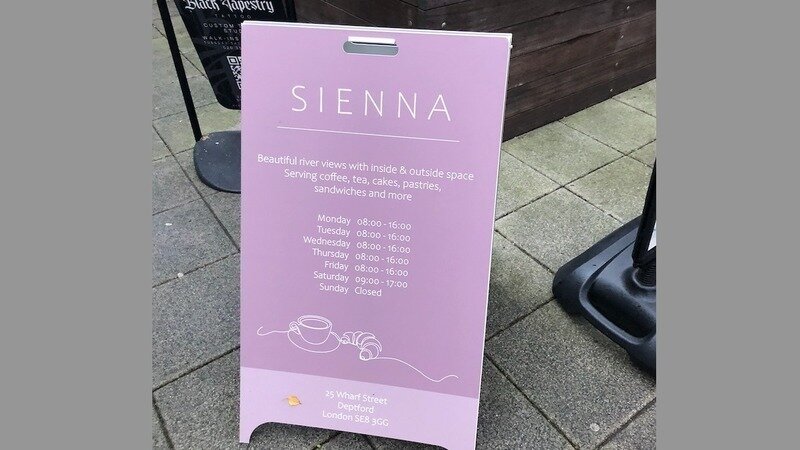 Black Tapestry
TATTOO
SIENNA
Beautiful river views with inside & outside space
Serving coffee, tea, cakes, pastries,
sandwiches and more
Monday 08:00 - 16:00
Tuesday 08:00 - 16:00
Wednesday 08:00 - 16:00
Thursday 08:00 - 16:00
Friday 08:00 - 16:00
Saturday 09:00 - 17:00
Sunday Closed
25 Wharf Street
Deptford
London SE8 3GG